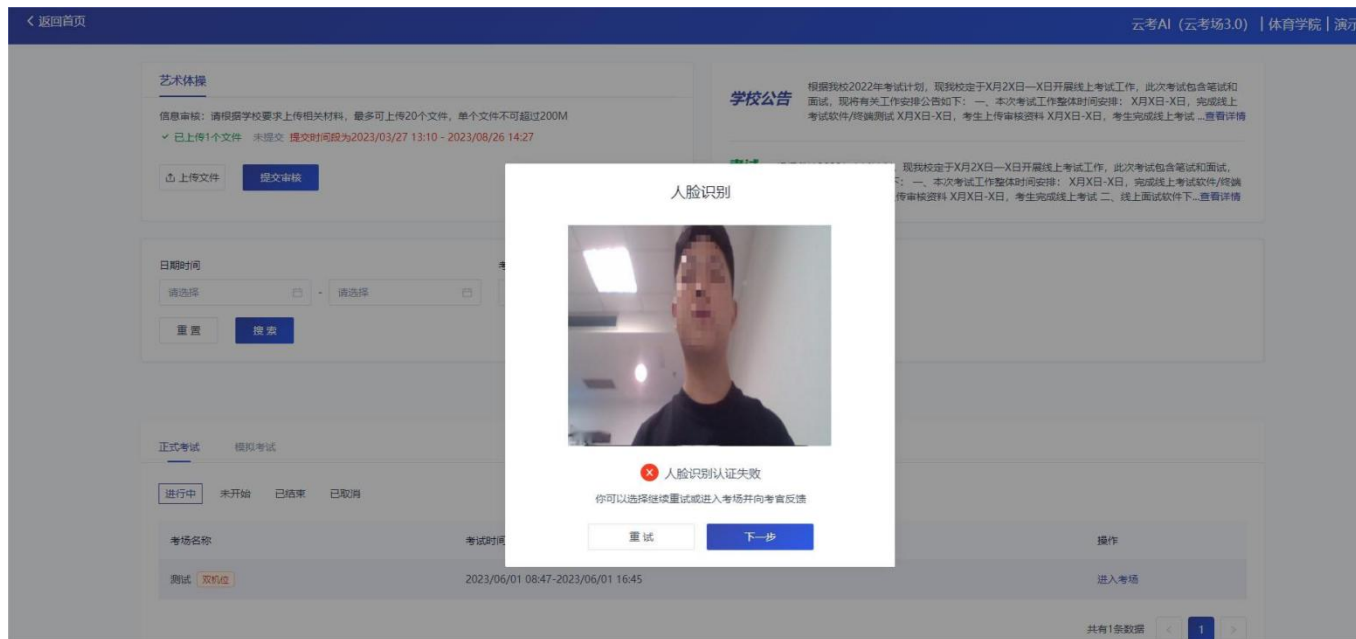 返回首页
云考AI（云考场3.0）
体育学院
演示
艺术体操
信息审核：请根据学校要求上传相关材料，最多可上传20个文件，单个文件不可超过200M
已上传1个文件 未提交 提交时间段为2023/03/27 13:10 - 2023/08/26 14:27
上传文件
提交审核
学校公告
根据我校2022年考试计划，现我校定于X月2X日—X日开展线上考试工作，此次考试包含笔试和
面试，现将有关工作安排公告如下： 一、本次考试工作整体时间安排： X月X日-X日，完成线上
考试软件/终端测试 X月X日-X日，考生上传审核资料 X月X日-X日，考生完成线上考试 ...查看详情
现我校定于X月2X日—X日开展线上考试工作，此次考试包含笔试和面试，
： 一、本次考试工作整体时间安排： X月X日-X日，完成线上考试软件/终端
传审核资料 X月X日-X日，考生完成线上考试 二、线上面试软件下...查看详情
日期时间
请选择
-
请选择
重置
搜索
人脸识别
人脸识别认证失败
你可以选择继续重试或进入考场并向考官反馈
重试
下一步
正式考试
模拟考试
进行中
未开始
已结束
已取消
考场名称
考试时间
操作
测试
双机位
2023/06/01 08:47-2023/06/01 16:45
进入考场
共有1条数据
<
1
>